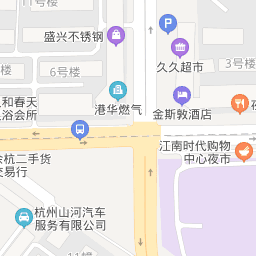 盛兴不锈钢
久久超市
号楼
6号楼
3号楼
和春天
浴会所
港华燃气
金斯敦酒店
杭二手货
交易行
江南时代购物
中心夜市
杭州山河汽车
服务有限公司